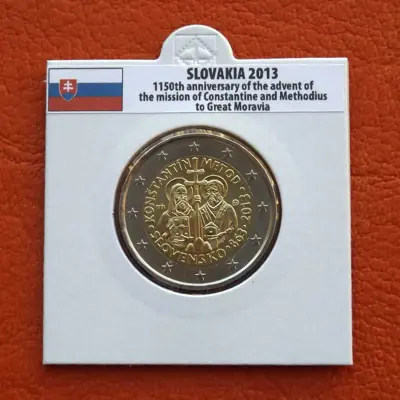 SLOVAKIA 2013
1150th anniversary of the advent of
the mission of Constantine and Methodius
to Great Moravia
KONŠTANTÍN METOD
SLOVENSKO · 863 · 2013